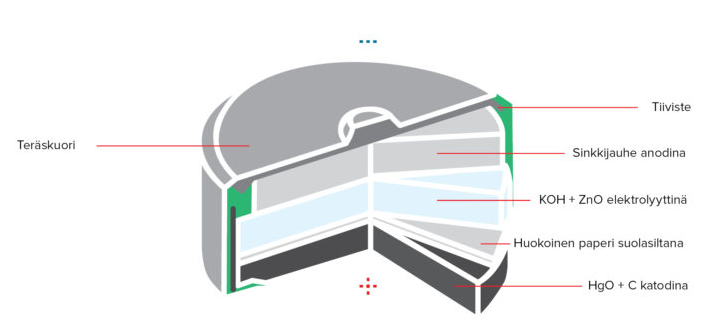 Tiiviste
Teräskuori
Sinkkijauhe anodina
KOH + ZnO elektrolyyttinä
Huokoinen paperi suolasiltana
HgO + C katodina